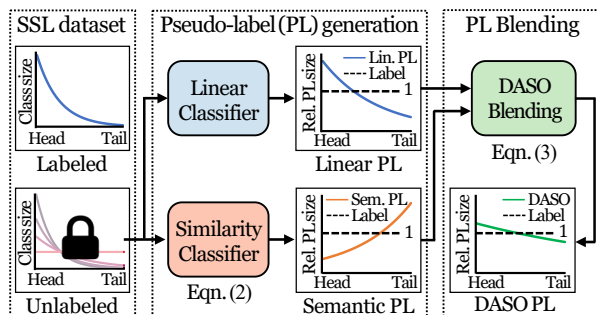 SSL dataset
Class size
Head
Tail
Labeled
Class size
Head
Tail
Unlabeled
Pseudo-label (PL) generation
Linear
Classifier
Rel. PL size
Lin. PL
Label
1
Head
Tail
Linear PL
Similarity
Classifier
Eqn. (2)
Rel. PL size
Sem. PL
Label
1
Head
Tail
Semantic PL
PL Blending
DASO
Blending
Eqn. (3)
Rel. PL size
DASO
Label
1
Head
Tail
DASO PL